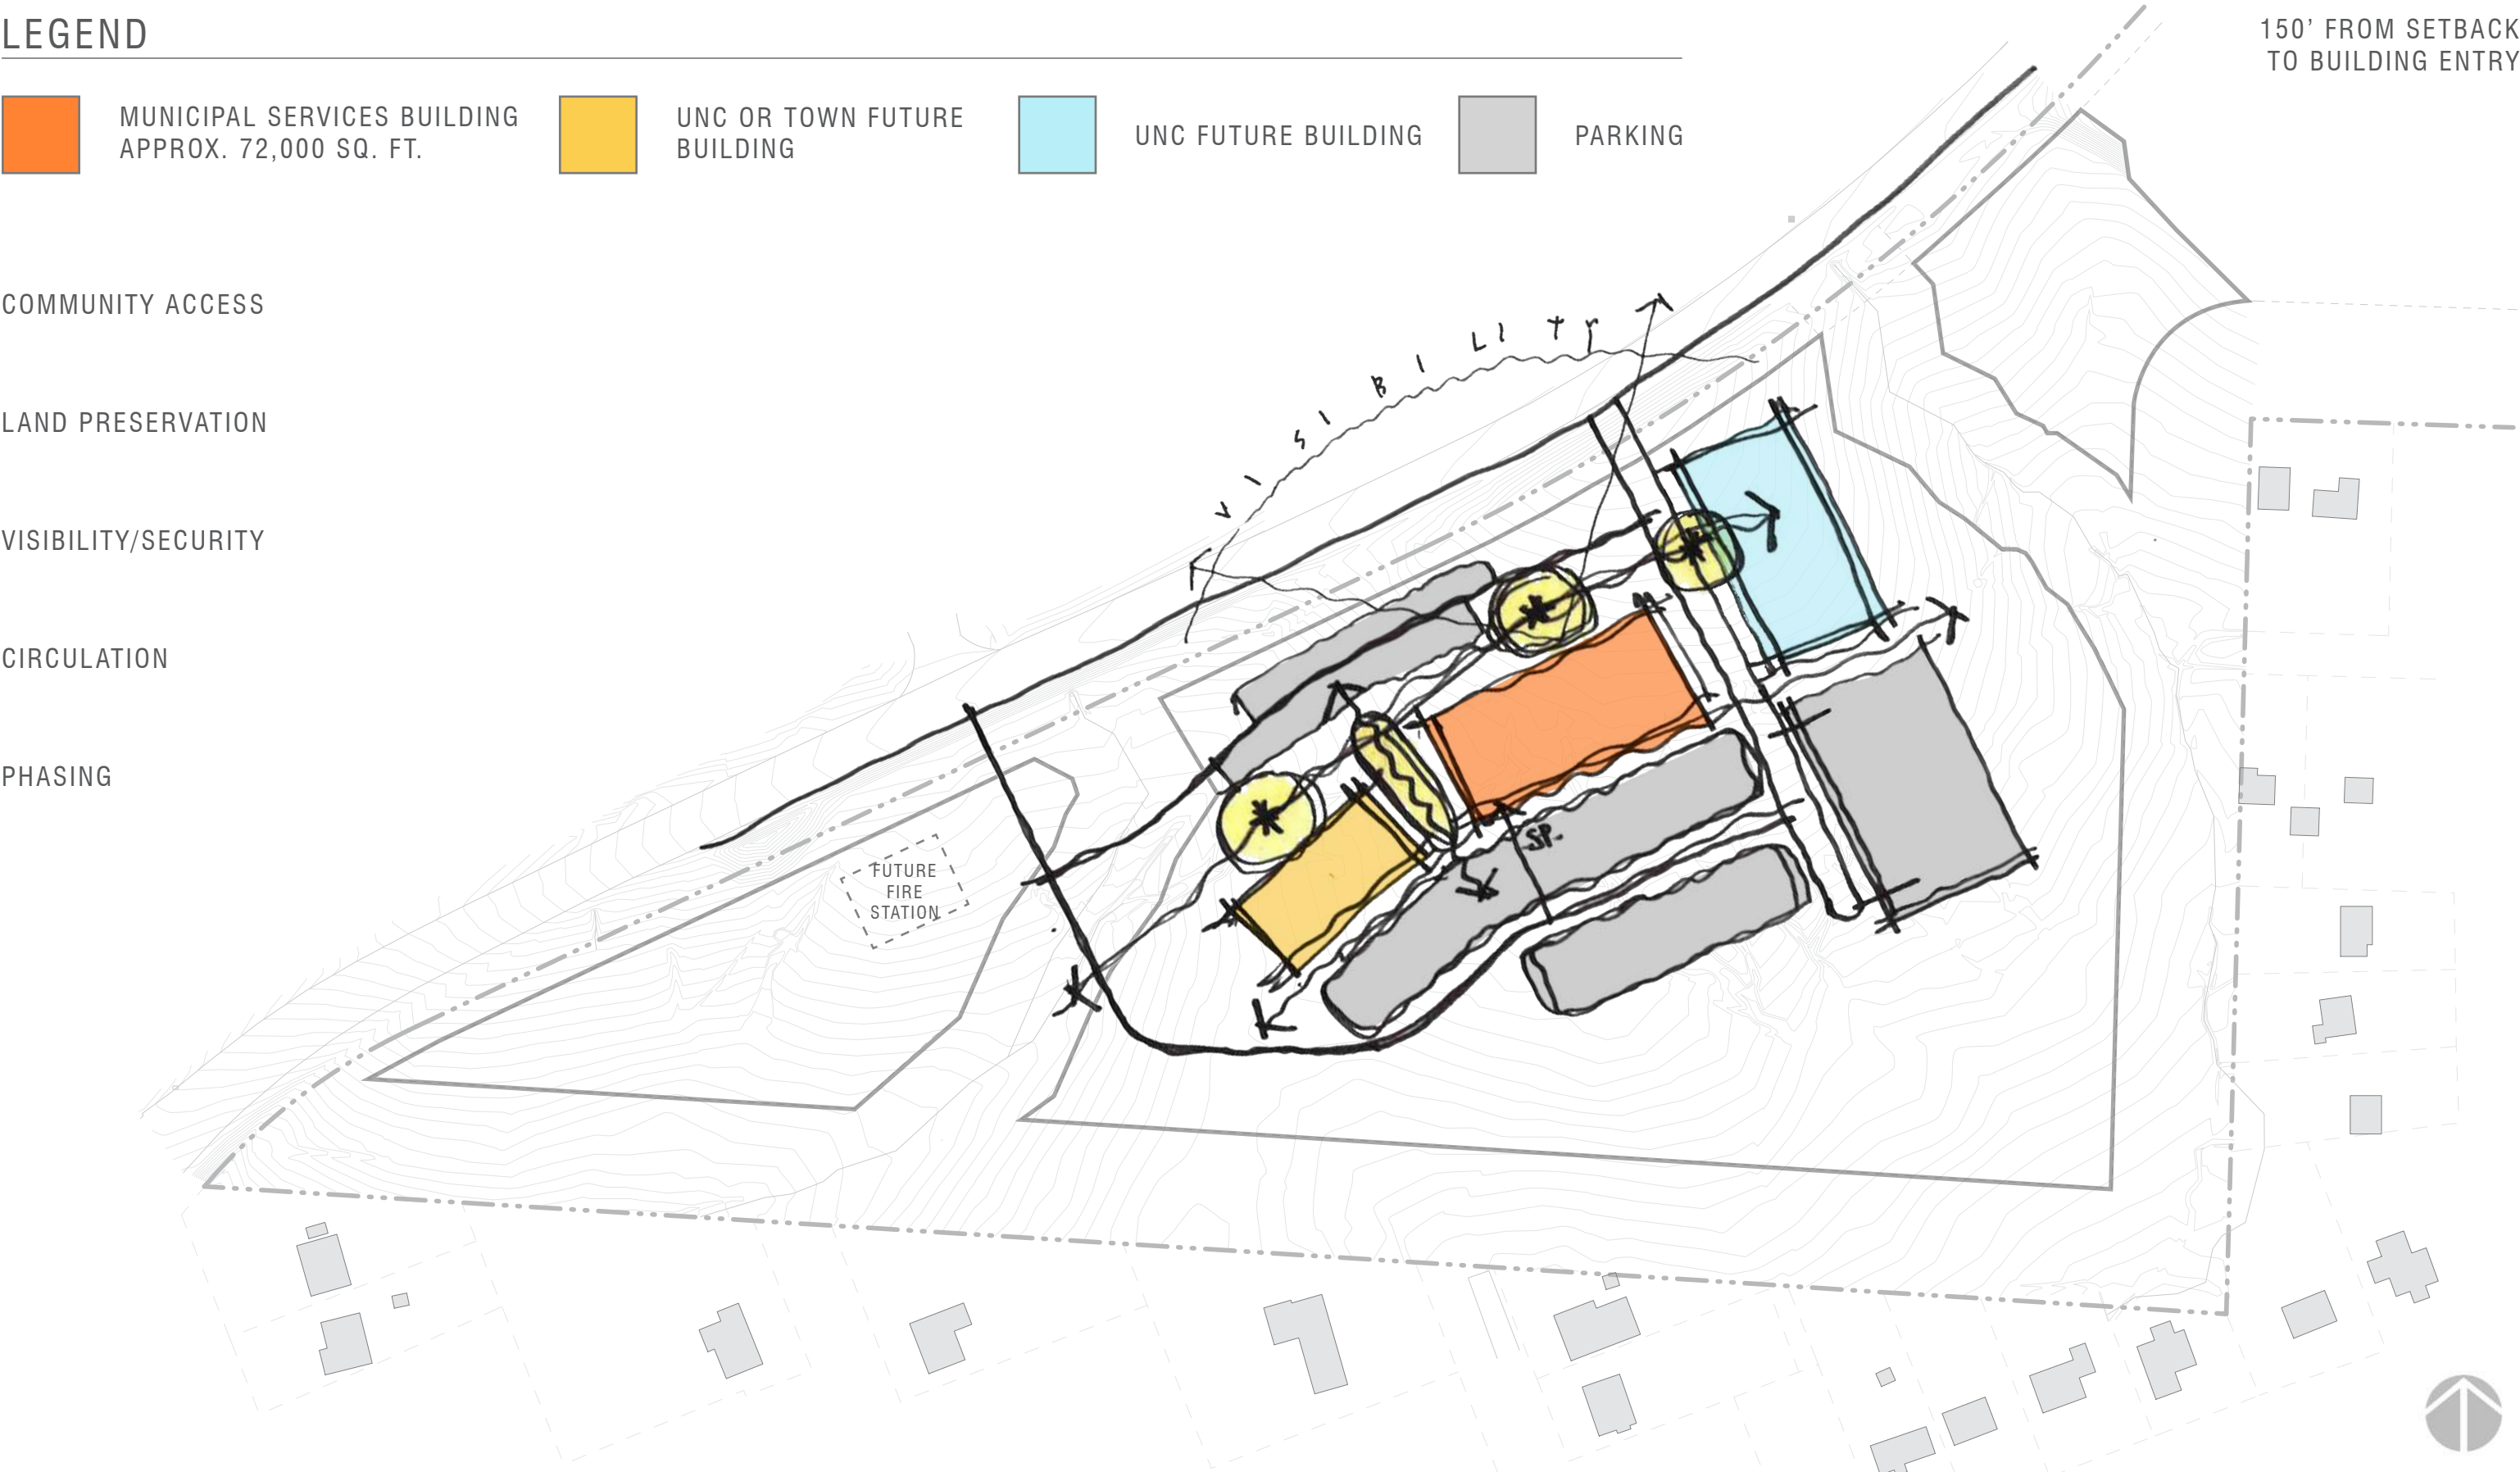 LEGEND
150’ FROM SETBACK
TO BUILDING ENTRY
MUNICIPAL SERVICES BUILDING
APPROX. 72,000 SQ. FT.
UNC OR TOWN FUTURE
BUILDING
UNC FUTURE BUILDING
PARKING
COMMUNITY ACCESS
LAND PRESERVATION
VISIBILITY/SECURITY
CIRCULATION
PHASING
VISIBILITY
SP.
FUTURE
FIRE
STATION